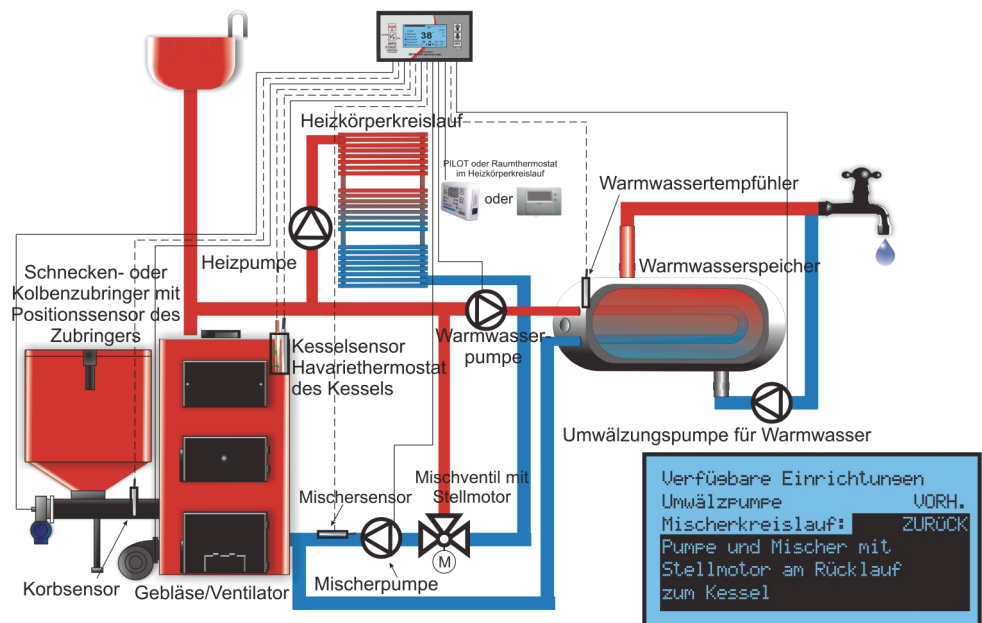 38
Heizkörperkreislauf
PILOT oder Raumthermostat
im Heizkörperkreislauf
oder
Warmwassertempfühler
Heizpumpe
Schnecken- oder
Kolbenzubringer mit
Positionssensor des
Zubringers
Warmwasserspeicher
Kesselsensor
Havariethermostat
des Kessels
Warmwasser-
pumpe
Umwälzungspumpe für Warmwasser
Mischventil mit
Stellmotor
Mischersensor
M
Mischerpumpe
Korbsensor
Gebläse/Ventilator
Verfügbare Einrichtungen
Umwälzpumpe VORH.
Mischerkreislauf: ZURÜCK
Pumpe und Mischer mit
Stellmotor am Rücklauf
zum Kessel